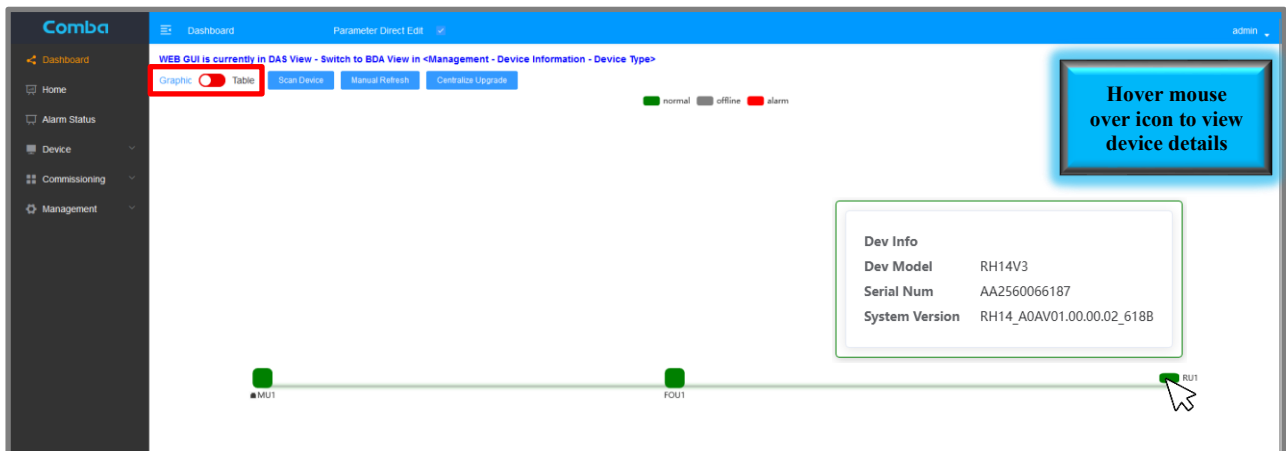 Comba
Dashboard Parameter Direct Edit admin
Dashboard
WEB GUI is currently in DAS View - Switch to BDA View in <Management - Device Information - Device Type>
Graphic Table Scan Device Manual Refresh Centralize Upgrade
Home
normal offline alarm
Hover mouse
over icon to view
device details
Alarm Status
Device
Commissioning
Management
Dev Info
Dev Model RH14V3
Serial Num AA2560066187
System Version RH14_A0AV01.00.00.02_618B
MU1
FOU1
RU1